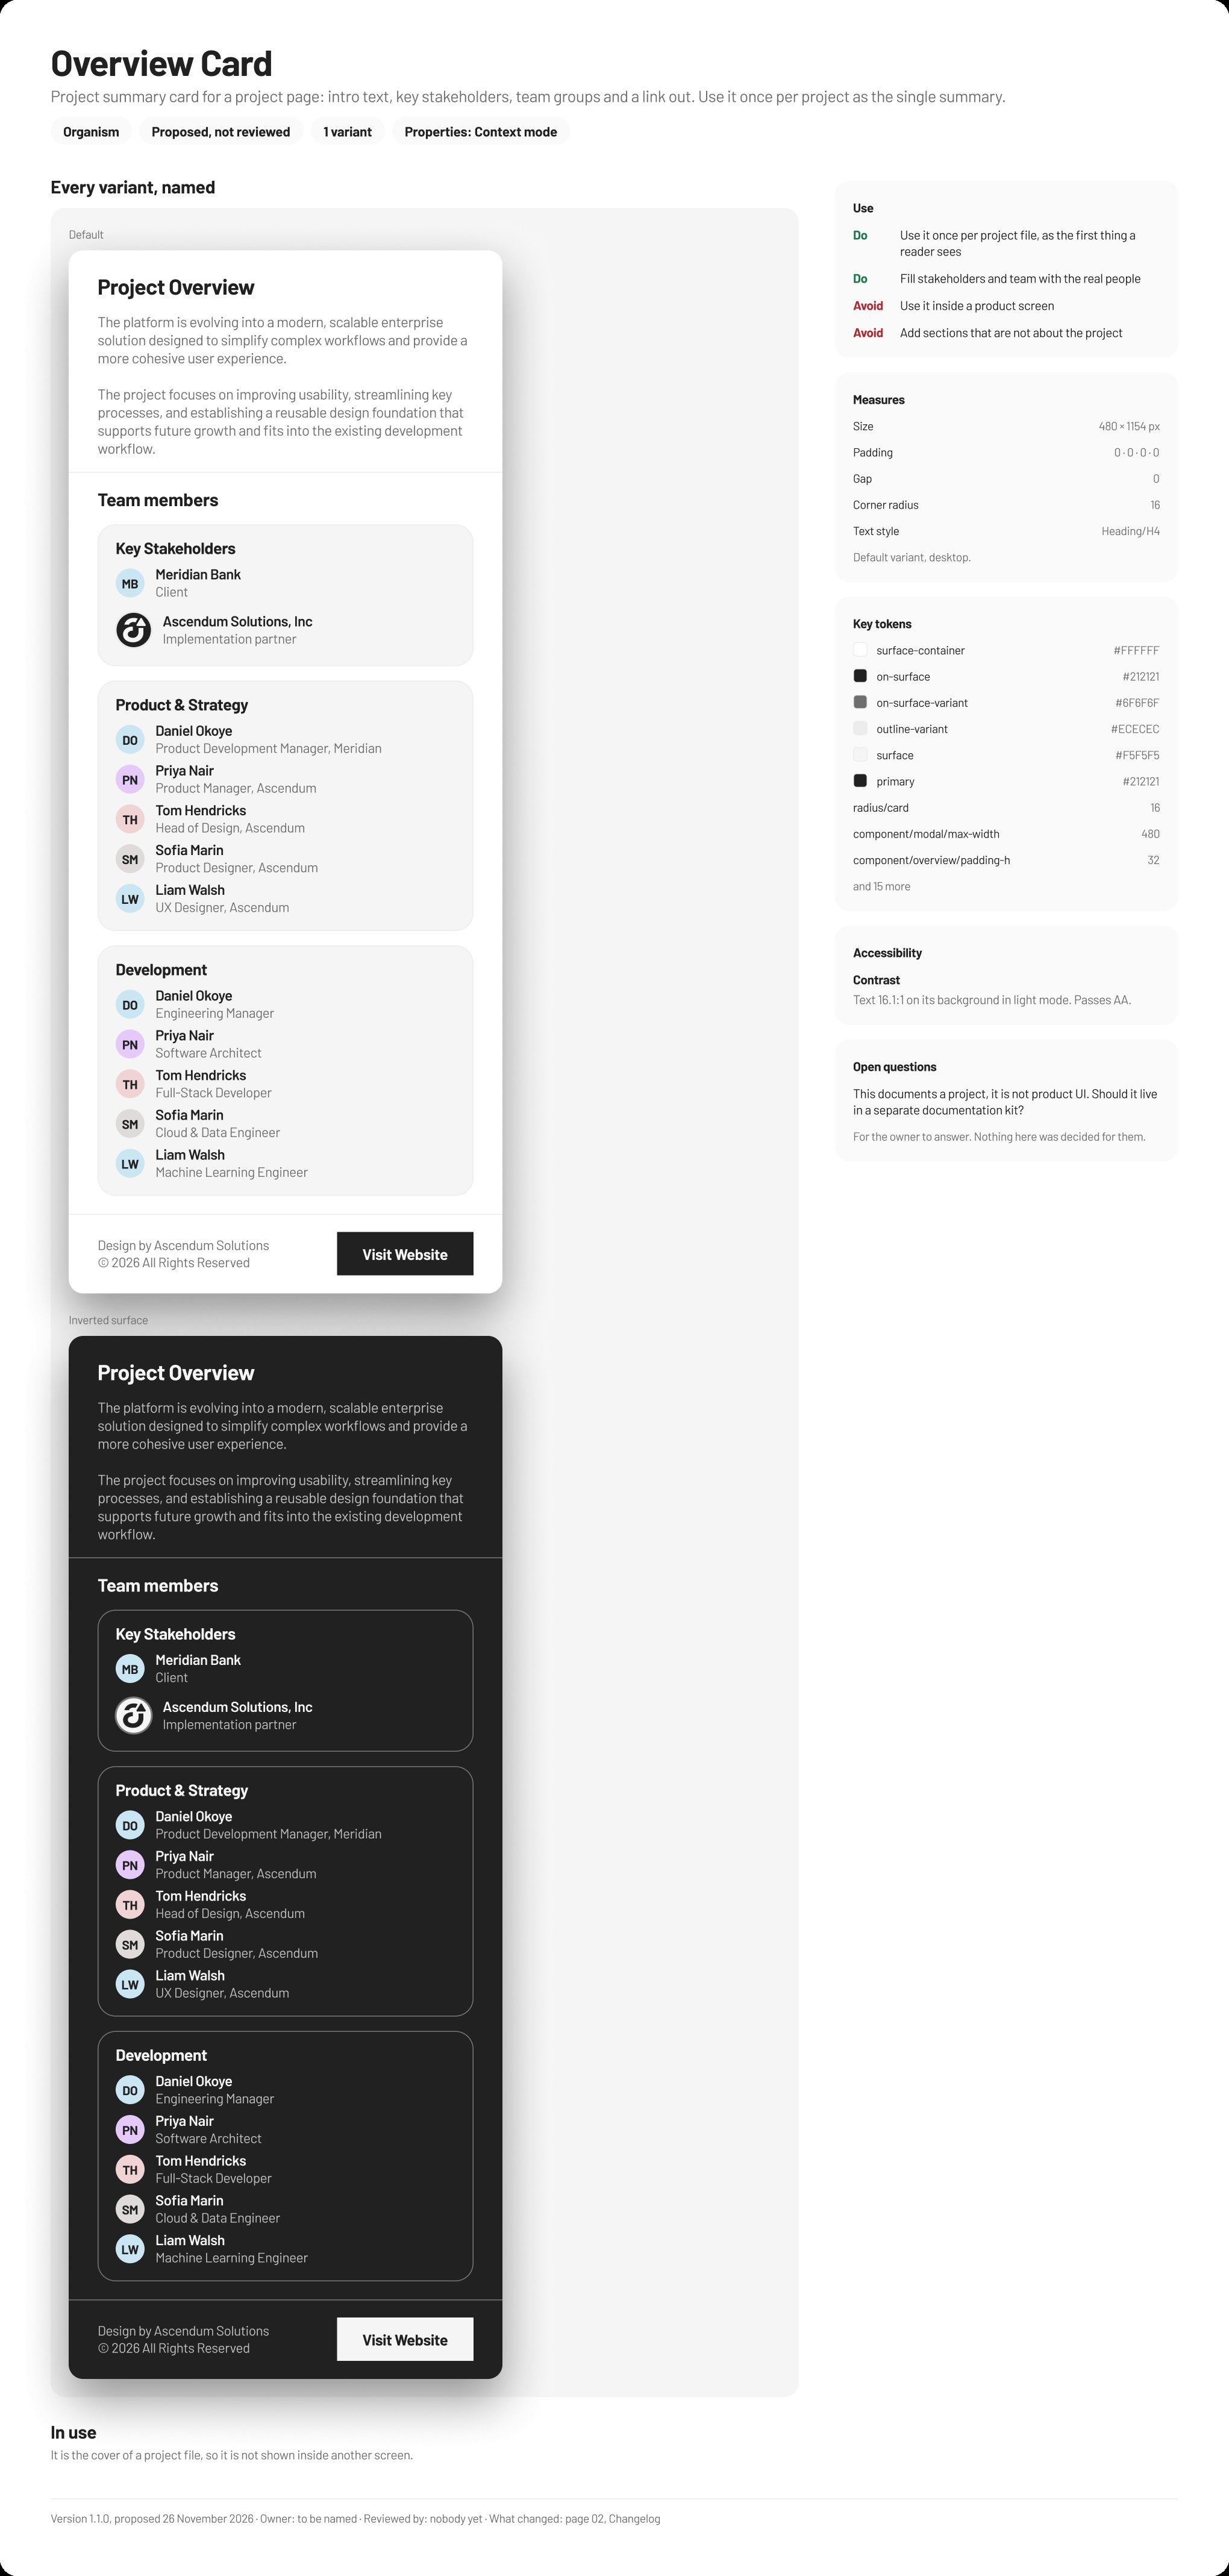 Overview Card
Project summary card for a project page: intro text, key stakeholders, team groups and a link out. Use it once per project as the single summary.
Organism
Proposed, not reviewed
1 variant
Properties: Context mode
Every variant, named
Default
Project Overview
The platform is evolving into a modern, scalable enterprise
solution designed to simplify complex workflows and provide a
more cohesive user experience.
The project focuses on improving usability, streamlining key
processes, and establishing a reusable design foundation that
supports future growth and fits into the existing development
workflow.
Team members
Key Stakeholders
MB
Meridian Bank
Client
Ascendum Solutions, Inc
Implementation partner
Product & Strategy
DO
Daniel Okoye
Product Development Manager, Meridian
PN
Priya Nair
Product Manager, Ascendum
TH
Tom Hendricks
Head of Design, Ascendum
SM
Sofia Marin
Product Designer, Ascendum
LW
Liam Walsh
UX Designer, Ascendum
Development
DO
Daniel Okoye
Engineering Manager
PN
Priya Nair
Software Architect
TH
Tom Hendricks
Full-Stack Developer
SM
Sofia Marin
Cloud & Data Engineer
LW
Liam Walsh
Machine Learning Engineer
Design by Ascendum Solutions
© 2026 All Rights Reserved
Visit Website
Inverted surface
Project Overview
The platform is evolving into a modern, scalable enterprise
solution designed to simplify complex workflows and provide a
more cohesive user experience.
The project focuses on improving usability, streamlining key
processes, and establishing a reusable design foundation that
supports future growth and fits into the existing development
workflow.
Team members
Key Stakeholders
MB
Meridian Bank
Client
Ascendum Solutions, Inc
Implementation partner
Product & Strategy
DO
Daniel Okoye
Product Development Manager, Meridian
PN
Priya Nair
Product Manager, Ascendum
TH
Tom Hendricks
Head of Design, Ascendum
SM
Sofia Marin
Product Designer, Ascendum
LW
Liam Walsh
UX Designer, Ascendum
Development
DO
Daniel Okoye
Engineering Manager
PN
Priya Nair
Software Architect
TH
Tom Hendricks
Full-Stack Developer
SM
Sofia Marin
Cloud & Data Engineer
LW
Liam Walsh
Machine Learning Engineer
Design by Ascendum Solutions
© 2026 All Rights Reserved
Visit Website
Use
Do Use it once per project file, as the first thing a
reader sees
Do Fill stakeholders and team with the real people
Avoid Use it inside a product screen
Avoid Add sections that are not about the project
Measures
Size 480 × 1154 px
Padding 0 · 0 · 0 · 0
Gap 0
Corner radius 16
Text style Heading/H4
Default variant, desktop.
Key tokens
surface-container #FFFFFF
on-surface #212121
on-surface-variant #6F6F6F
outline-variant #ECECEC
surface #F5F5F5
primary #212121
radius/card 16
component/modal/max-width 480
component/overview/padding-h 32
and 15 more
Accessibility
Contrast
Text 16.1:1 on its background in light mode. Passes AA.
Open questions
This documents a project, it is not product UI. Should it live
in a separate documentation kit?
For the owner to answer. Nothing here was decided for them.
In use
It is the cover of a project file, so it is not shown inside another screen.
Version 1.1.0, proposed 26 November 2026 · Owner: to be named · Reviewed by: nobody yet · What changed: page 02, Changelog